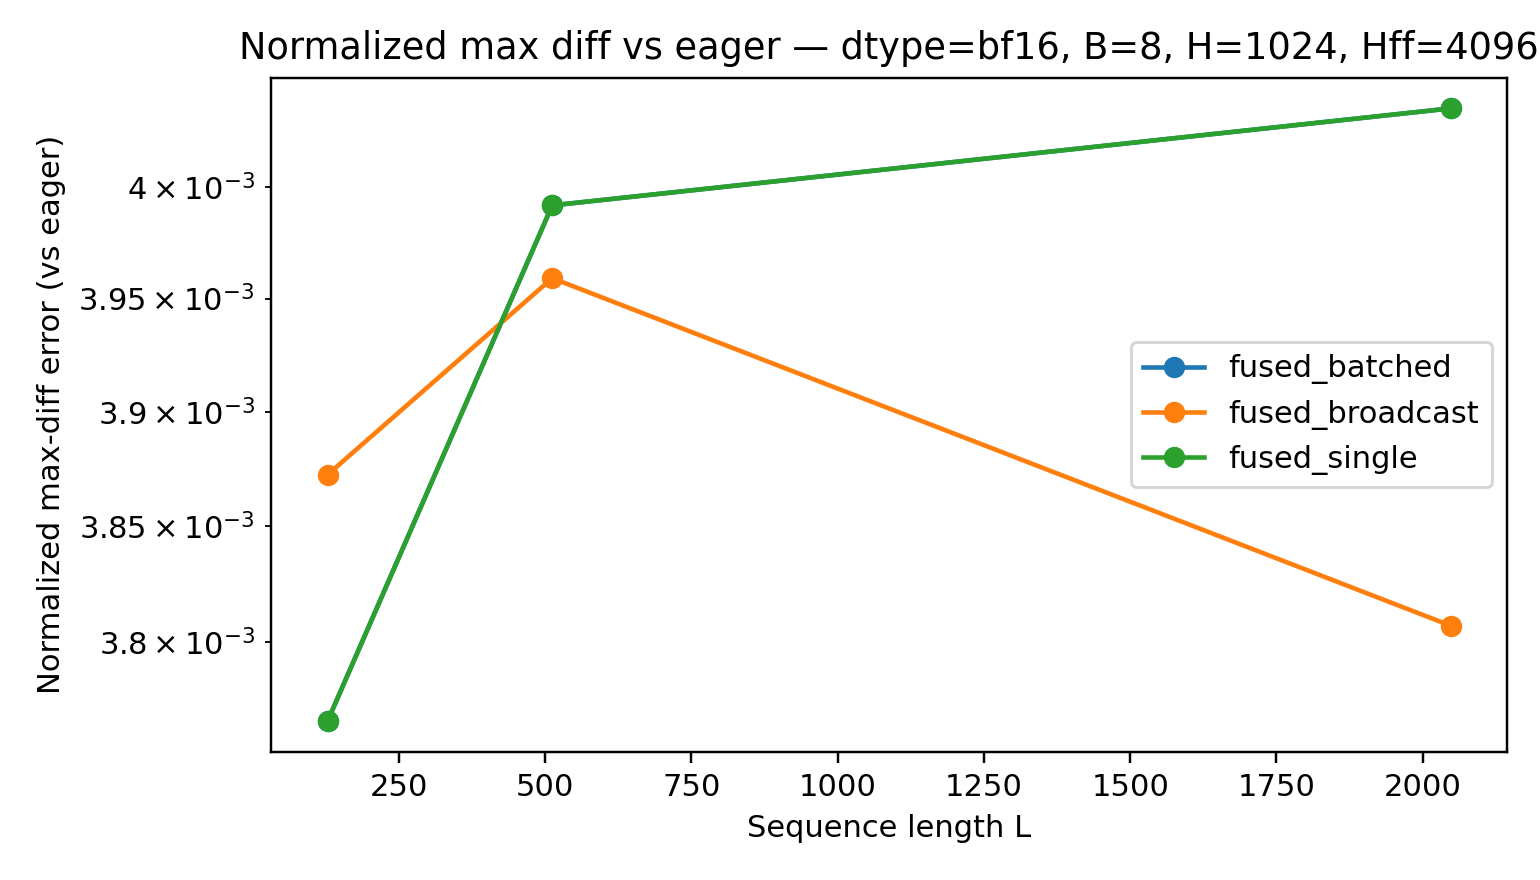 Normalized max diff vs eager — dtype=bf16, B=8, H=1024, Hff=4096
Normalized max-diff error (vs eager)
4 × 10⁻³
3.95 × 10⁻³
3.9 × 10⁻³
3.85 × 10⁻³
3.8 × 10⁻³
fused_batched
fused_broadcast
fused_single
250 500 750 1000 1250 1500 1750 2000
Sequence length L